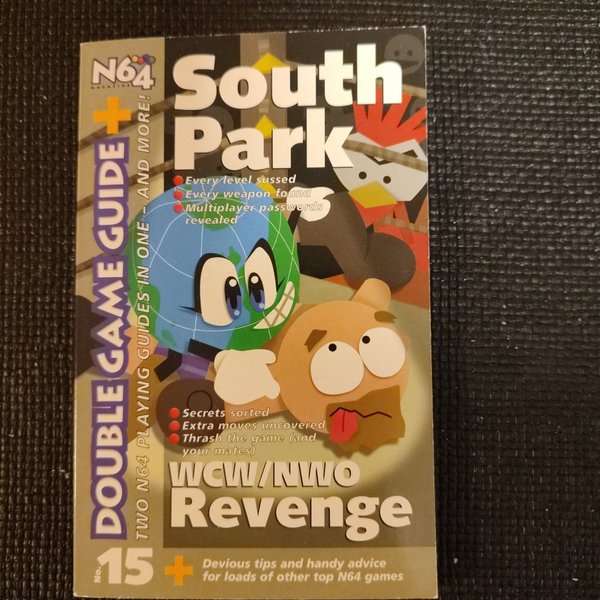 N64
MAGAZINE
DOUBLE GAME GUIDE +
TWO N64 PLAYING GUIDES IN ONE – AND MORE!
South
Park
Every level sussed
Every weapon found
Multiplayer passwords
revealed
Secrets sorted
Extra moves uncovered
Thrash the game (and
your mates)
WCW/NWO
Revenge
No. 15
+ Devious tips and handy advice
for loads of other top N64 games